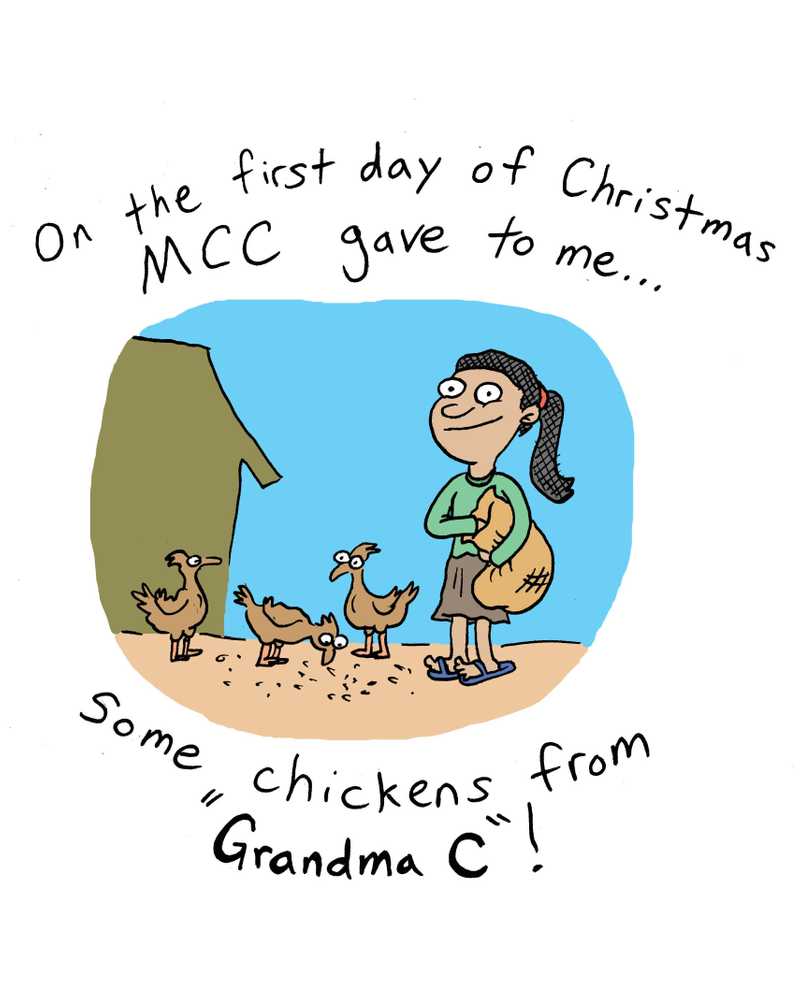 On the first day of Christmas
MCC gave to me...
Some chickens from
"Grandma C"!